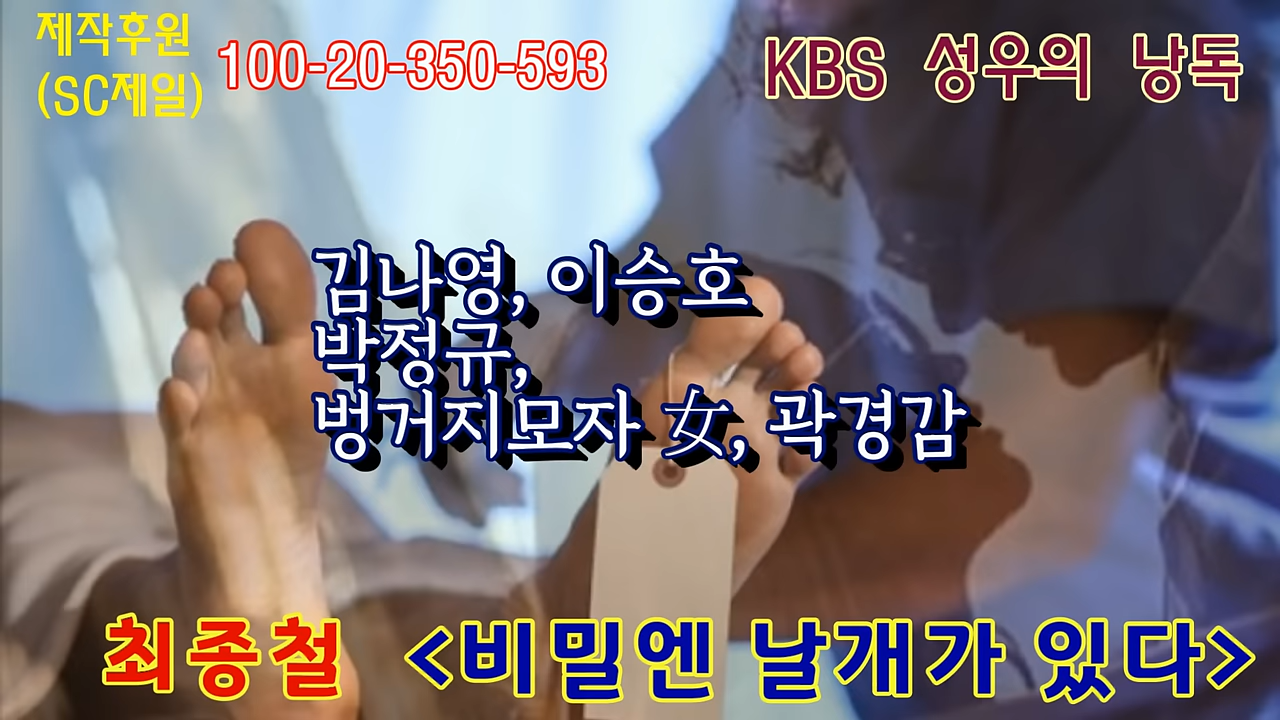 제작후원
(SC제일)
100-20-350-593
KBS 성우의 낭독
김나영, 이승호
박정규,
벙거지모자 女, 곽경감
최종철 <비밀엔 날개가 있다>